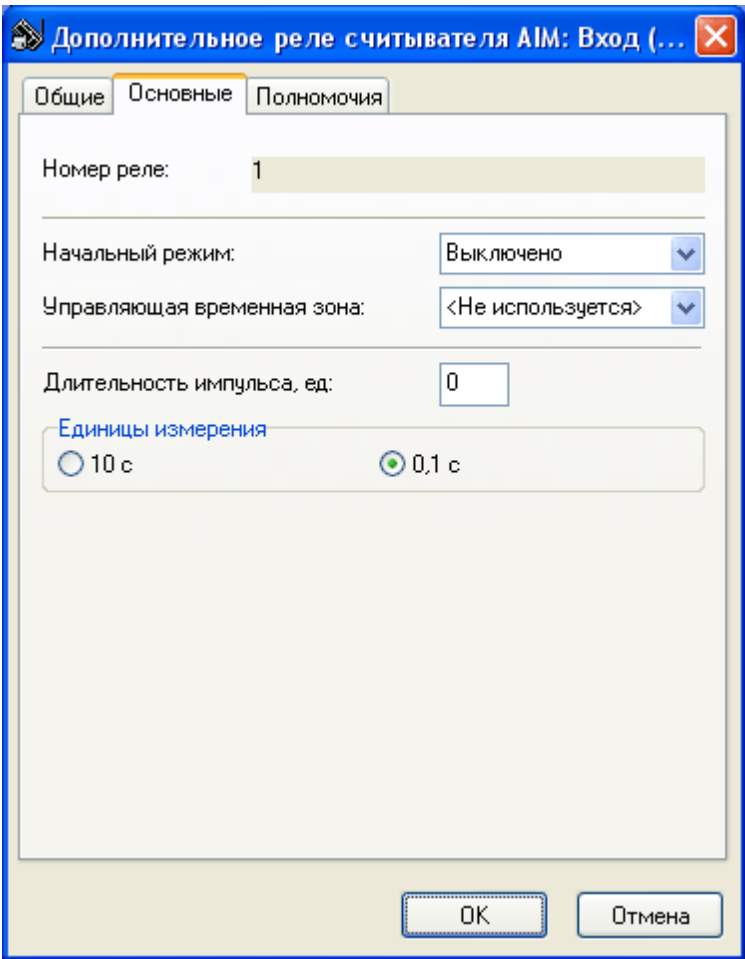 Дополнительное реле считывателя AIM: Вход (...
Общие Основные Полномочия
Номер реле: 1
Начальный режим: Выключено
Управляющая временная зона: <Не используется>
Длительность импульса, ед: 0
Единицы измерения
10 с 0,1 с
OK Отмена